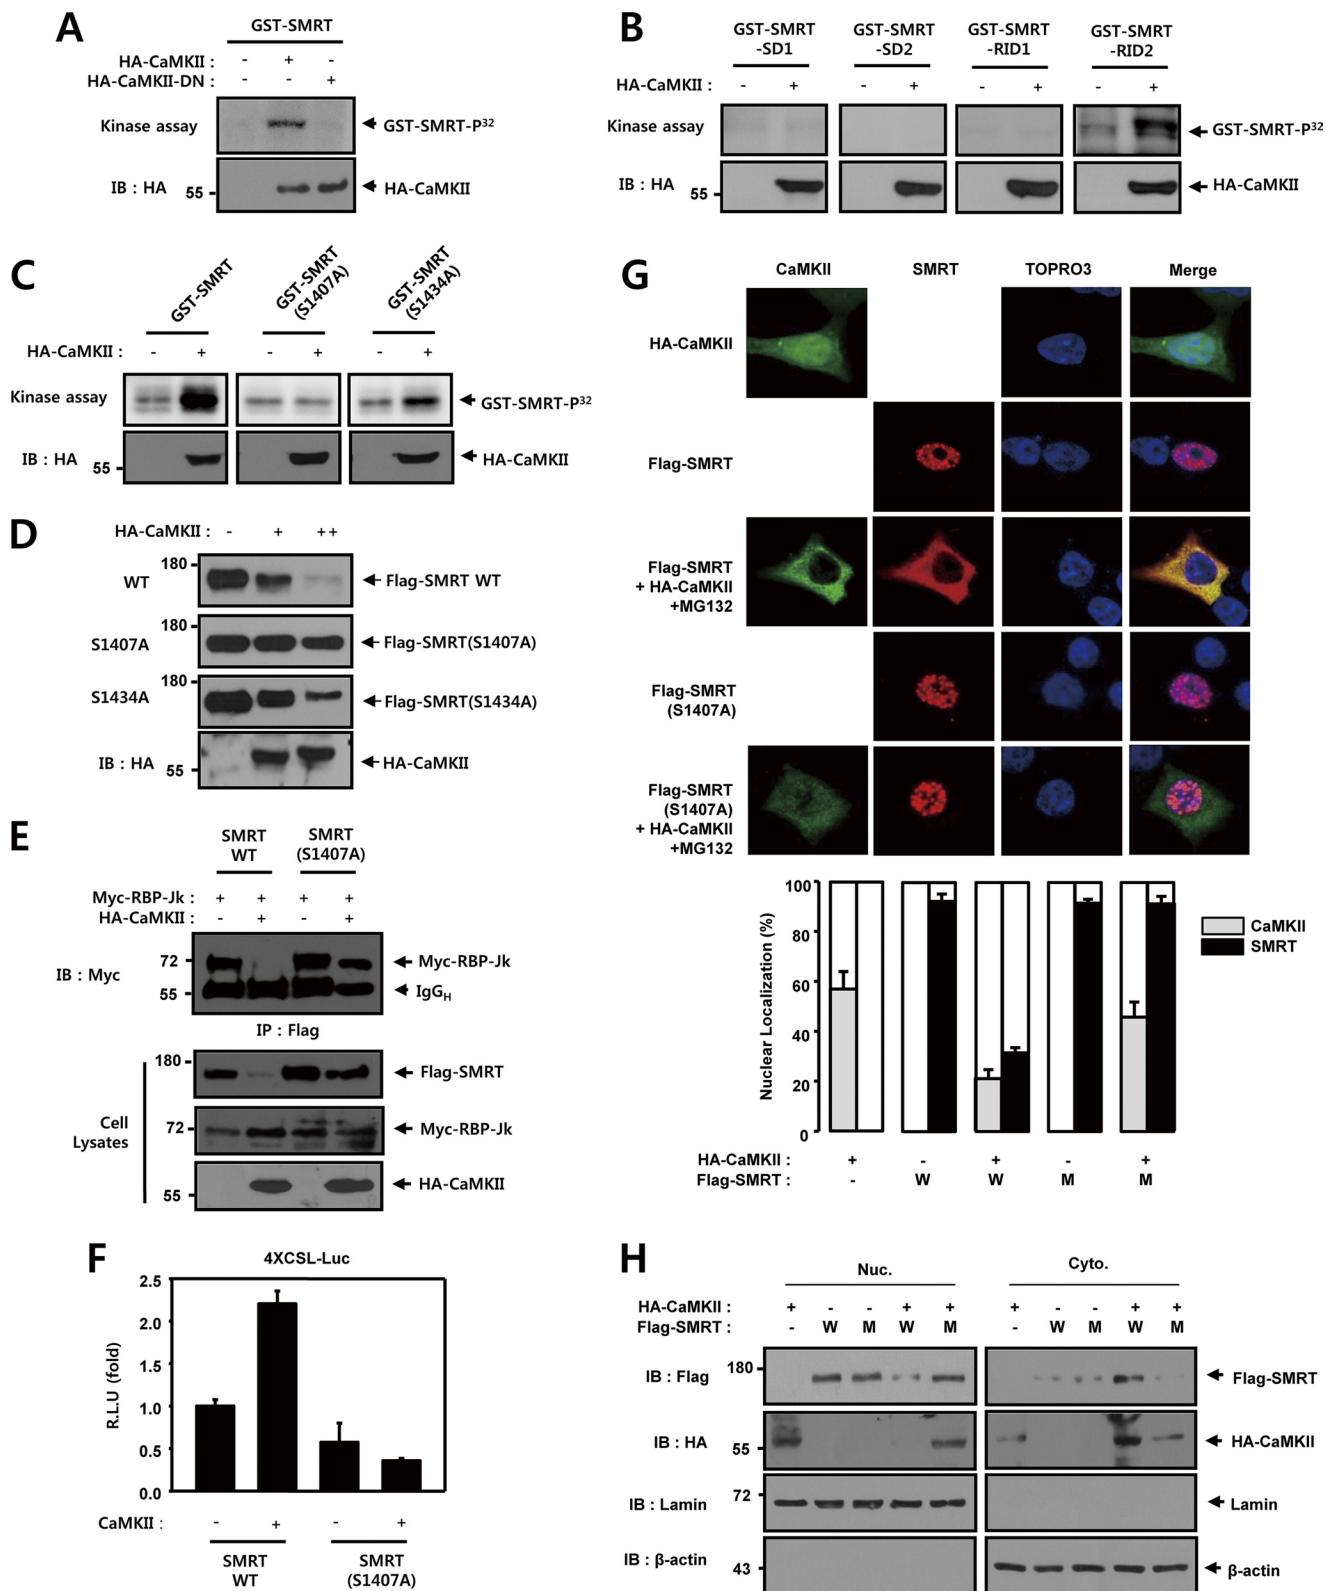 A
GST-SMRT
HA-CaMKII : - + -
HA-CaMKII-DN : - - +
Kinase assay
GST-SMRT-P32
IB : HA
55
HA-CaMKII
B
GST-SMRT -SD1
GST-SMRT -SD2
GST-SMRT -RID1
GST-SMRT -RID2
HA-CaMKII : - + - + - + - +
Kinase assay
GST-SMRT-P32
IB : HA
55
HA-CaMKII
C
GST-SMRT
GST-SMRT (S1407A)
GST-SMRT (S1434A)
HA-CaMKII : - + - + - +
Kinase assay
GST-SMRT-P32
IB : HA
55
HA-CaMKII
D
HA-CaMKII : - + ++
WT
180
Flag-SMRT WT
S1407A
180
Flag-SMRT(S1407A)
S1434A
180
Flag-SMRT(S1434A)
IB : HA
55
HA-CaMKII
E
SMRT WT
SMRT (S1407A)
Myc-RBP-Jk : + + + +
HA-CaMKII : - + - +
IB : Myc
72
55
Myc-RBP-Jk
IgGH
IP : Flag
Cell Lysates
180
Flag-SMRT
72
Myc-RBP-Jk
55
HA-CaMKII
F
4XCSL-Luc
R.L.U (fold)
2.5
2.0
1.5
1.0
0.5
0.0
CaMKII : - + - +
SMRT WT
SMRT (S1407A)
G
CaMKII SMRT TOPRO3 Merge
HA-CaMKII
Flag-SMRT
Flag-SMRT
+ HA-CaMKII
+MG132
Flag-SMRT
(S1407A)
Flag-SMRT
(S1407A)
+ HA-CaMKII
+MG132
Nuclear Localization (%)
100
80
60
40
20
0
CaMKII
SMRT
HA-CaMKII : + - + - +
Flag-SMRT : - W W M M
H
Nuc.
Cyto.
HA-CaMKII : + - - + + + - - + +
Flag-SMRT : - W M W M - W M W M
IB : Flag
180
Flag-SMRT
IB : HA
55
HA-CaMKII
IB : Lamin
72
Lamin
IB : β-actin
43
β-actin